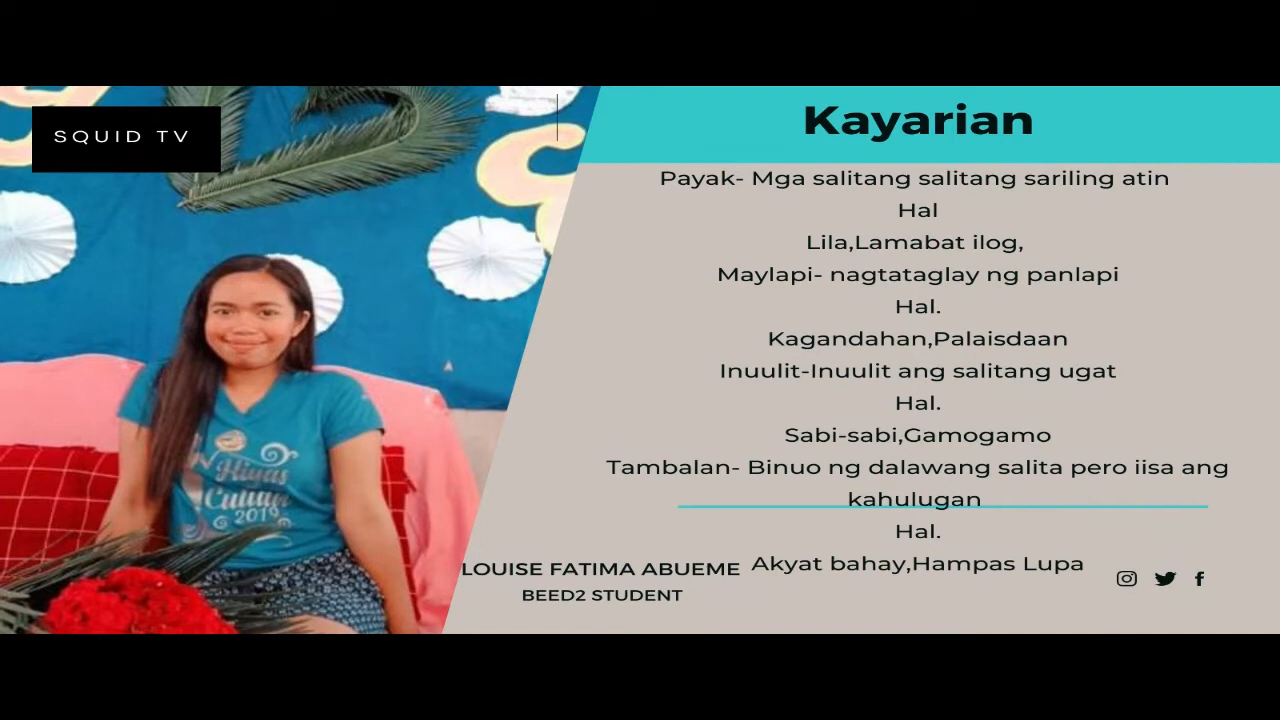 SQUID TV
Kayarian
Payak- Mga salitang salitang sariling atin
Hal
Lila,Lamabat ilog,
Maylapi- nagtataglay ng panlapi
Hal.
Kagandahan,Palaisdaan
Inuulit-Inuulit ang salitang ugat
Hal.
Sabi-sabi,Gamogamo
Tambalan- Binuo ng dalawang salita pero iisa ang
kahulugan
Hal.
Akyat bahay,Hampas Lupa
LOUISE FATIMA ABUEME
BEED2 STUDENT
Hiyas
2019